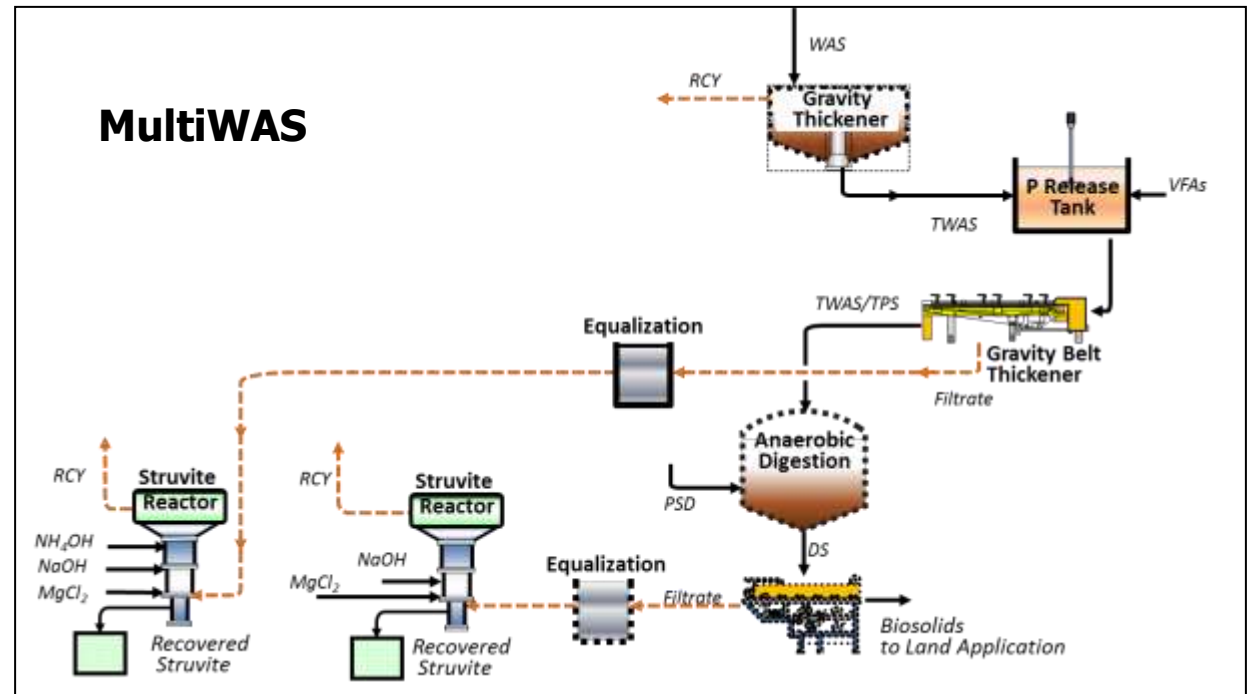 MultiWAS
WAS
RCY
Gravity
Thickener
P Release
Tank
VFAs
TWAS
TWAS/TPS
Equalization
Gravity Belt
Thickener
Filtrate
Anaerobic
Digestion
PSD
DS
RCY
Struvite
Reactor
NH₄OH
NaOH
MgCl₂
Recovered
Struvite
RCY
Struvite
Reactor
NaOH
MgCl₂
Recovered
Struvite
Equalization
Filtrate
Biosolids
to Land Application